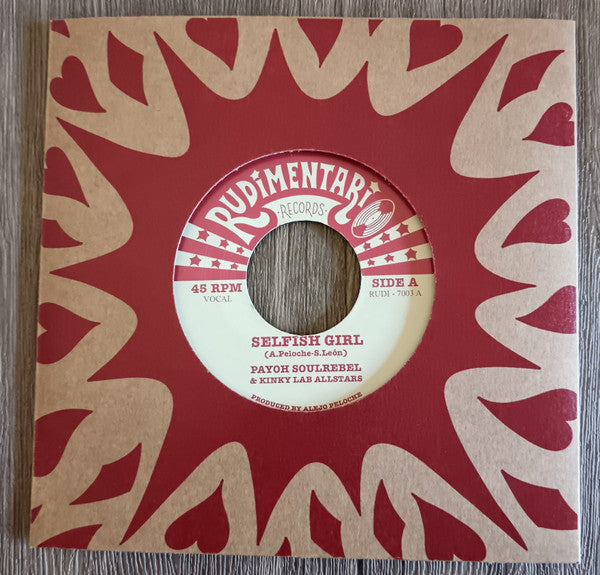 RUDiMENTARiO
·RECORDS·
45 RPM
VOCAL
SIDE A
RUDI - 7003 A
SELFISH GIRL
(A.Peloche-S.León)
PAYOH SOULREBEL
& KINKY LAB ALLSTARS
PRODUCED BY ALEJO PELOCHE